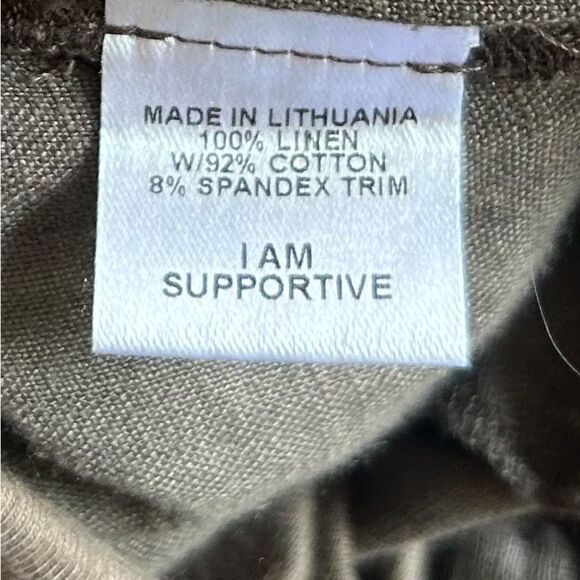 MADE IN LITHUANIA
100% LINEN
W/92% COTTON
8% SPANDEX TRIM
I AM
SUPPORTIVE